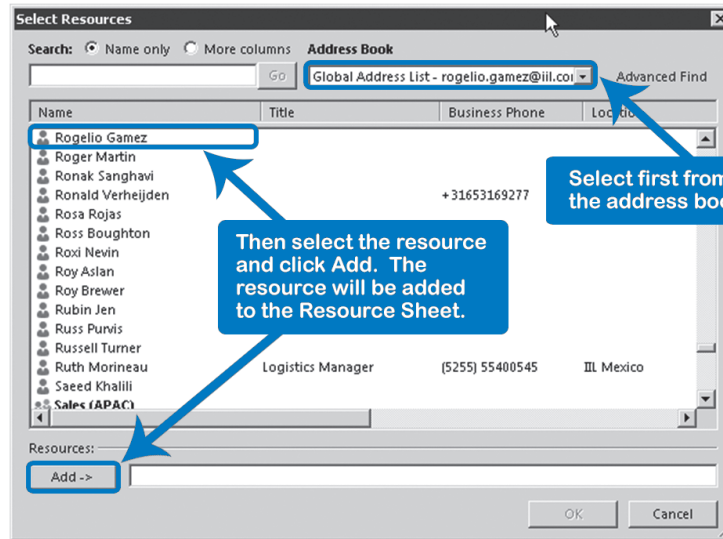 Select Resources
Search: Name only More columns Address Book
Go Global Address List - rogelio.gamez@iil.co Advanced Find
Name Title Business Phone Locatio
Rogelio Gamez
Roger Martin
Ronak Sanghavi
Ronald Verheijden +31653169277
Rosa Rojas
Ross Boughton
Roxi Nevin
Roy Aslan
Roy Brewer
Rubin Jen
Russ Purvis
Russell Turner
Ruth Morineau Logistics Manager (5255) 55400545 IIL Mexico
Saeed Khalili
Sales (APAC)
Select first from
the address boo
Then select the resource
and click Add. The
resource will be added
to the Resource Sheet.
Resources:
Add ->
OK Cancel